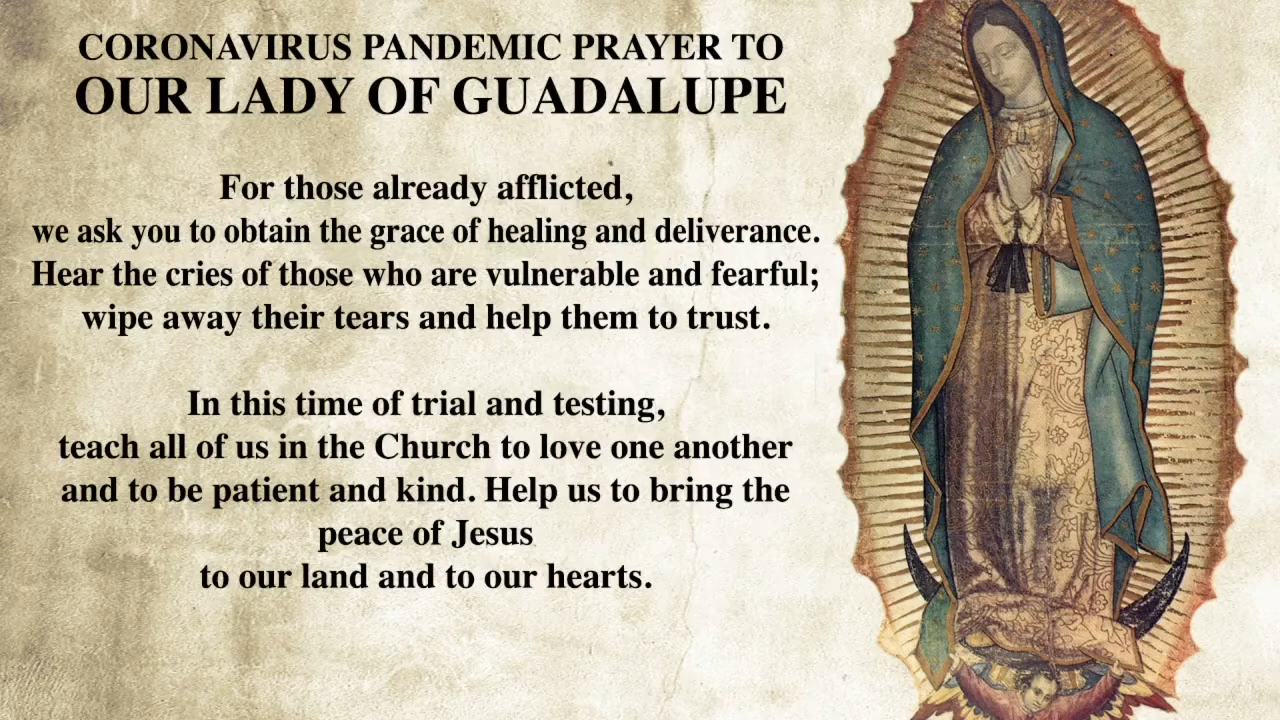 CORONAVIRUS PANDEMIC PRAYER TO
OUR LADY OF GUADALUPE
For those already afflicted,
we ask you to obtain the grace of healing and deliverance.
Hear the cries of those who are vulnerable and fearful;
wipe away their tears and help them to trust.
In this time of trial and testing,
teach all of us in the Church to love one another
and to be patient and kind. Help us to bring the
peace of Jesus
to our land and to our hearts.